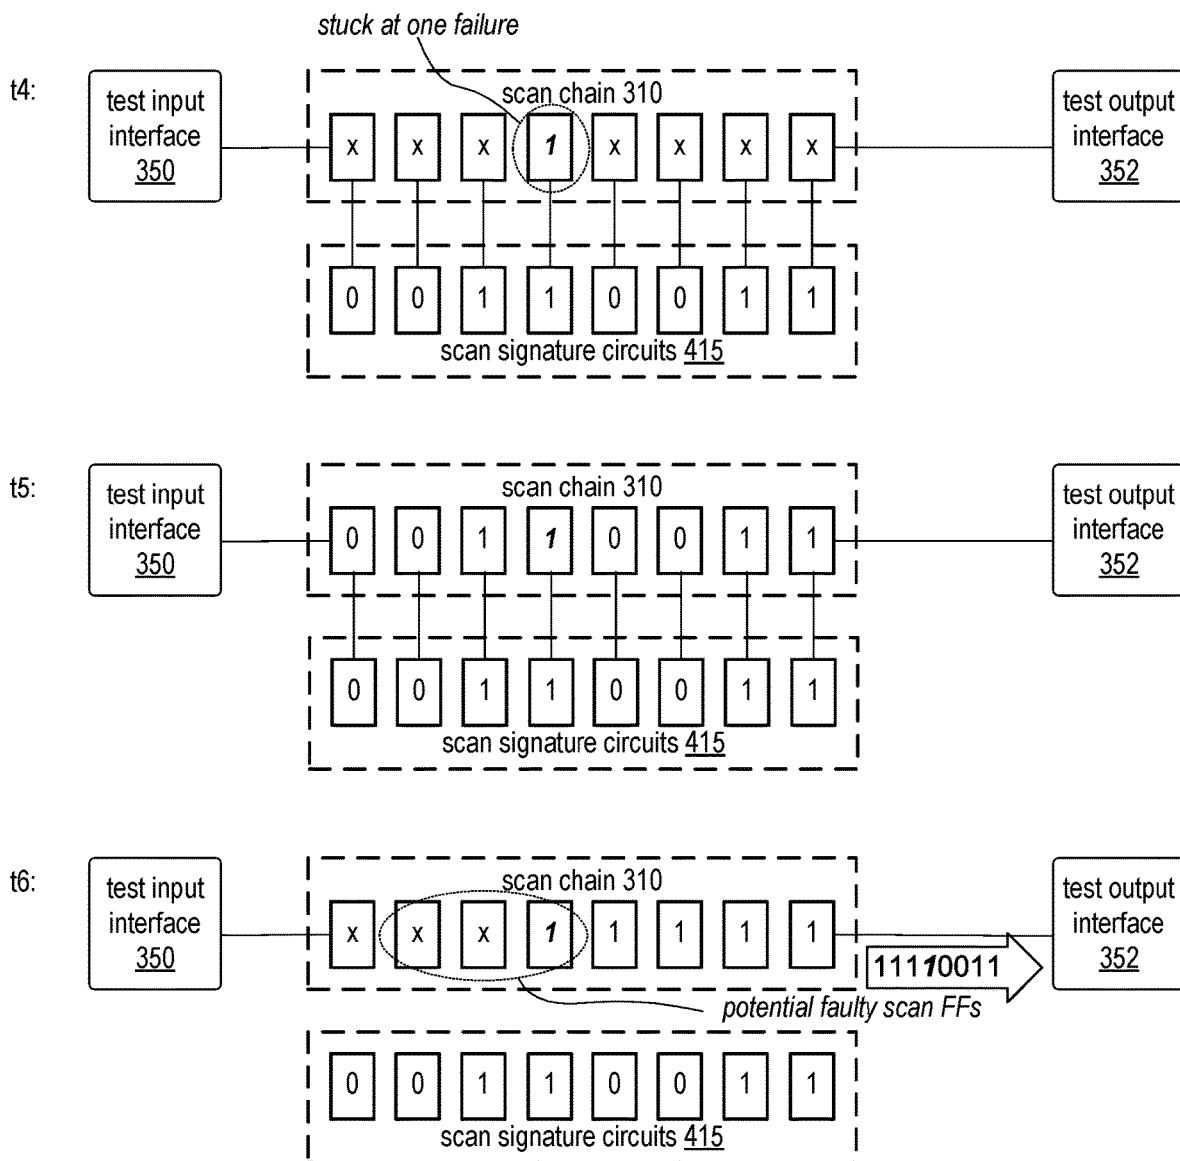 stuck at one failure
t4:
test input interface 350
scan chain 310
x x x 1 x x x x
test output interface 352
0 0 1 1 0 0 1 1
scan signature circuits 415
t5:
test input interface 350
scan chain 310
0 0 1 1 0 0 1 1
test output interface 352
0 0 1 1 0 0 1 1
scan signature circuits 415
t6:
test input interface 350
scan chain 310
x x x 1 1 1 1 1
11110011
test output interface 352
potential faulty scan FFs
0 0 1 1 0 0 1 1
scan signature circuits 415